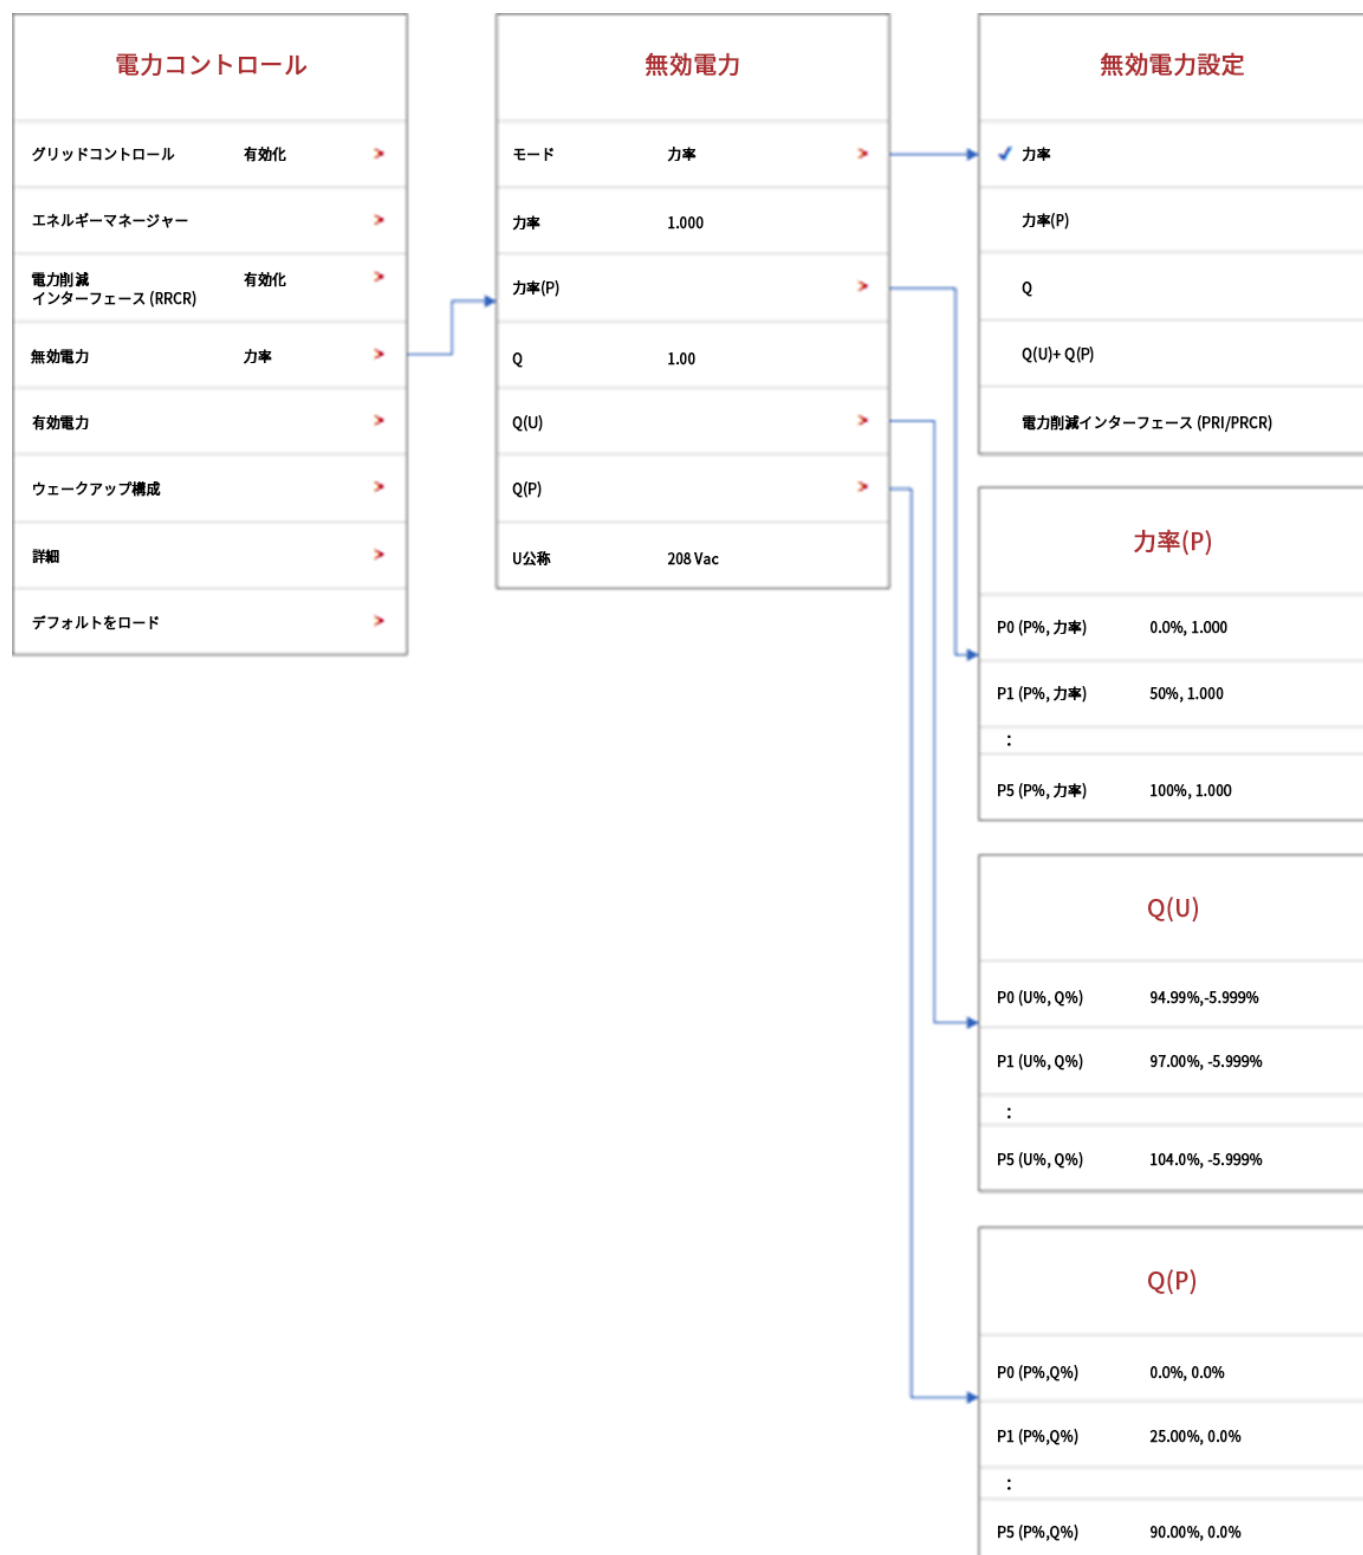 電力コントロール
グリッドコントロール 有効化 >
エネルギーマネージャー >
電力削減 有効化 >
インターフェース (RRCR)
無効電力 力率 >
有効電力 >
ウェークアップ構成 >
詳細 >
デフォルトをロード >
無効電力
モード 力率 >
力率 1.000
力率(P) >
Q 1.00
Q(U) >
Q(P) >
U公称 208 Vac
無効電力設定
✔ 力率
力率(P)
Q
Q(U)+ Q(P)
電力削減インターフェース (PRI/PRCR)
力率(P)
P0 (P%, 力率) 0.0%, 1.000
P1 (P%, 力率) 50%, 1.000
:
P5 (P%, 力率) 100%, 1.000
Q(U)
P0 (U%, Q%) 94.99%,-5.999%
P1 (U%, Q%) 97.00%, -5.999%
:
P5 (U%, Q%) 104.0%, -5.999%
Q(P)
P0 (P%,Q%) 0.0%, 0.0%
P1 (P%,Q%) 25.00%, 0.0%
:
P5 (P%,Q%) 90.00%, 0.0%